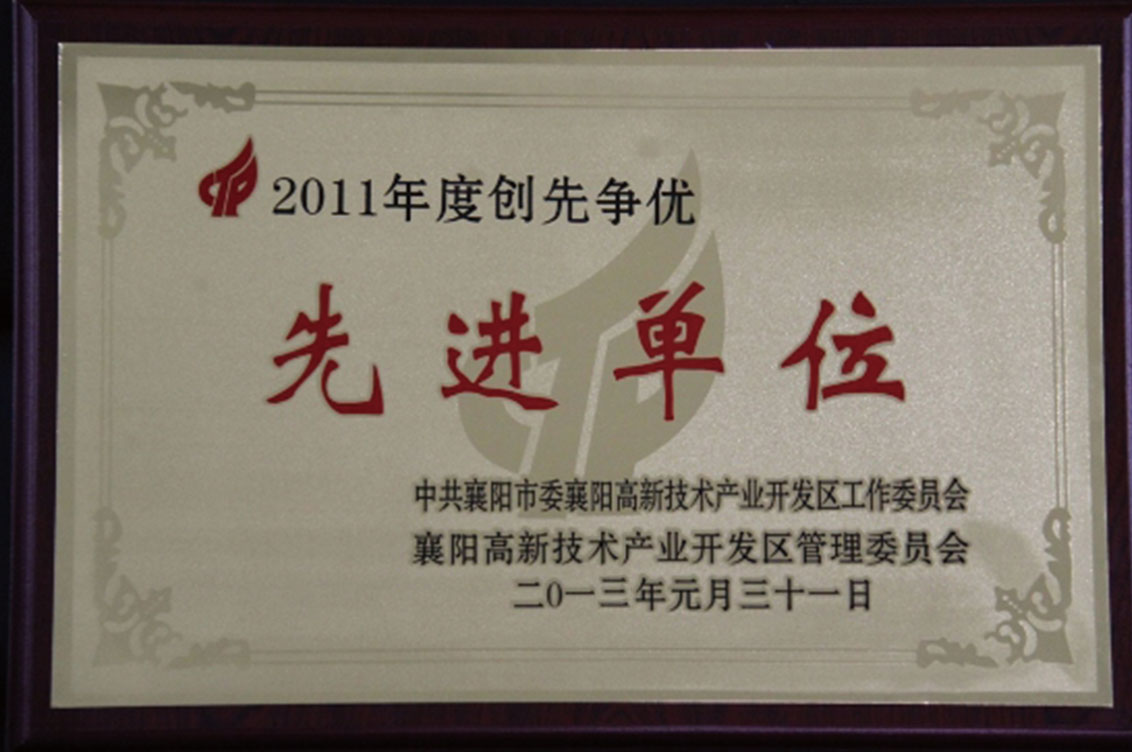 2011年度创先争优
先进单位
中共襄阳市委襄阳高新技术产业开发区工作委员会
襄阳高新技术产业开发区管理委员会
二0一三年元月三十一日